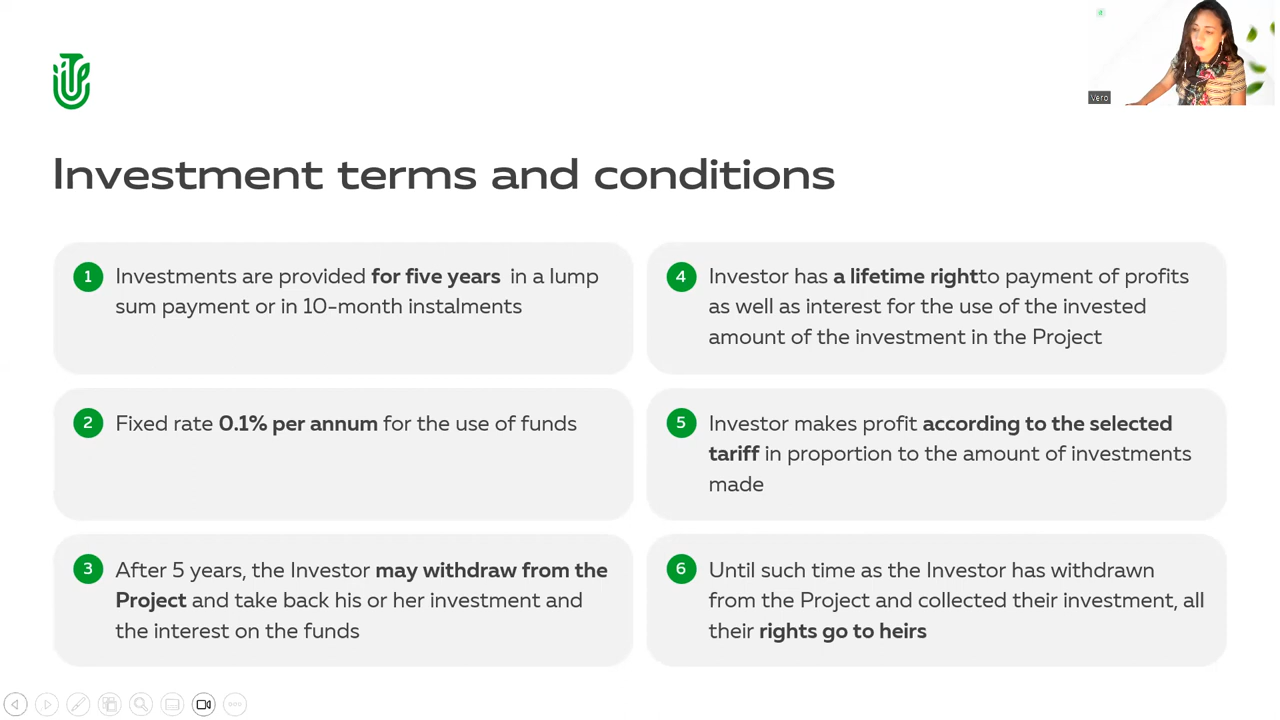 Vero
Investment terms and conditions
1
Investments are provided for five years in a lump
sum payment or in 10-month instalments
2
Fixed rate 0.1% per annum for the use of funds
3
After 5 years, the Investor may withdraw from the
Project and take back his or her investment and
the interest on the funds
4
Investor has a lifetime rightto payment of profits
as well as interest for the use of the invested
amount of the investment in the Project
5
Investor makes profit according to the selected
tariff in proportion to the amount of investments
made
6
Until such time as the Investor has withdrawn
from the Project and collected their investment, all
their rights go to heirs